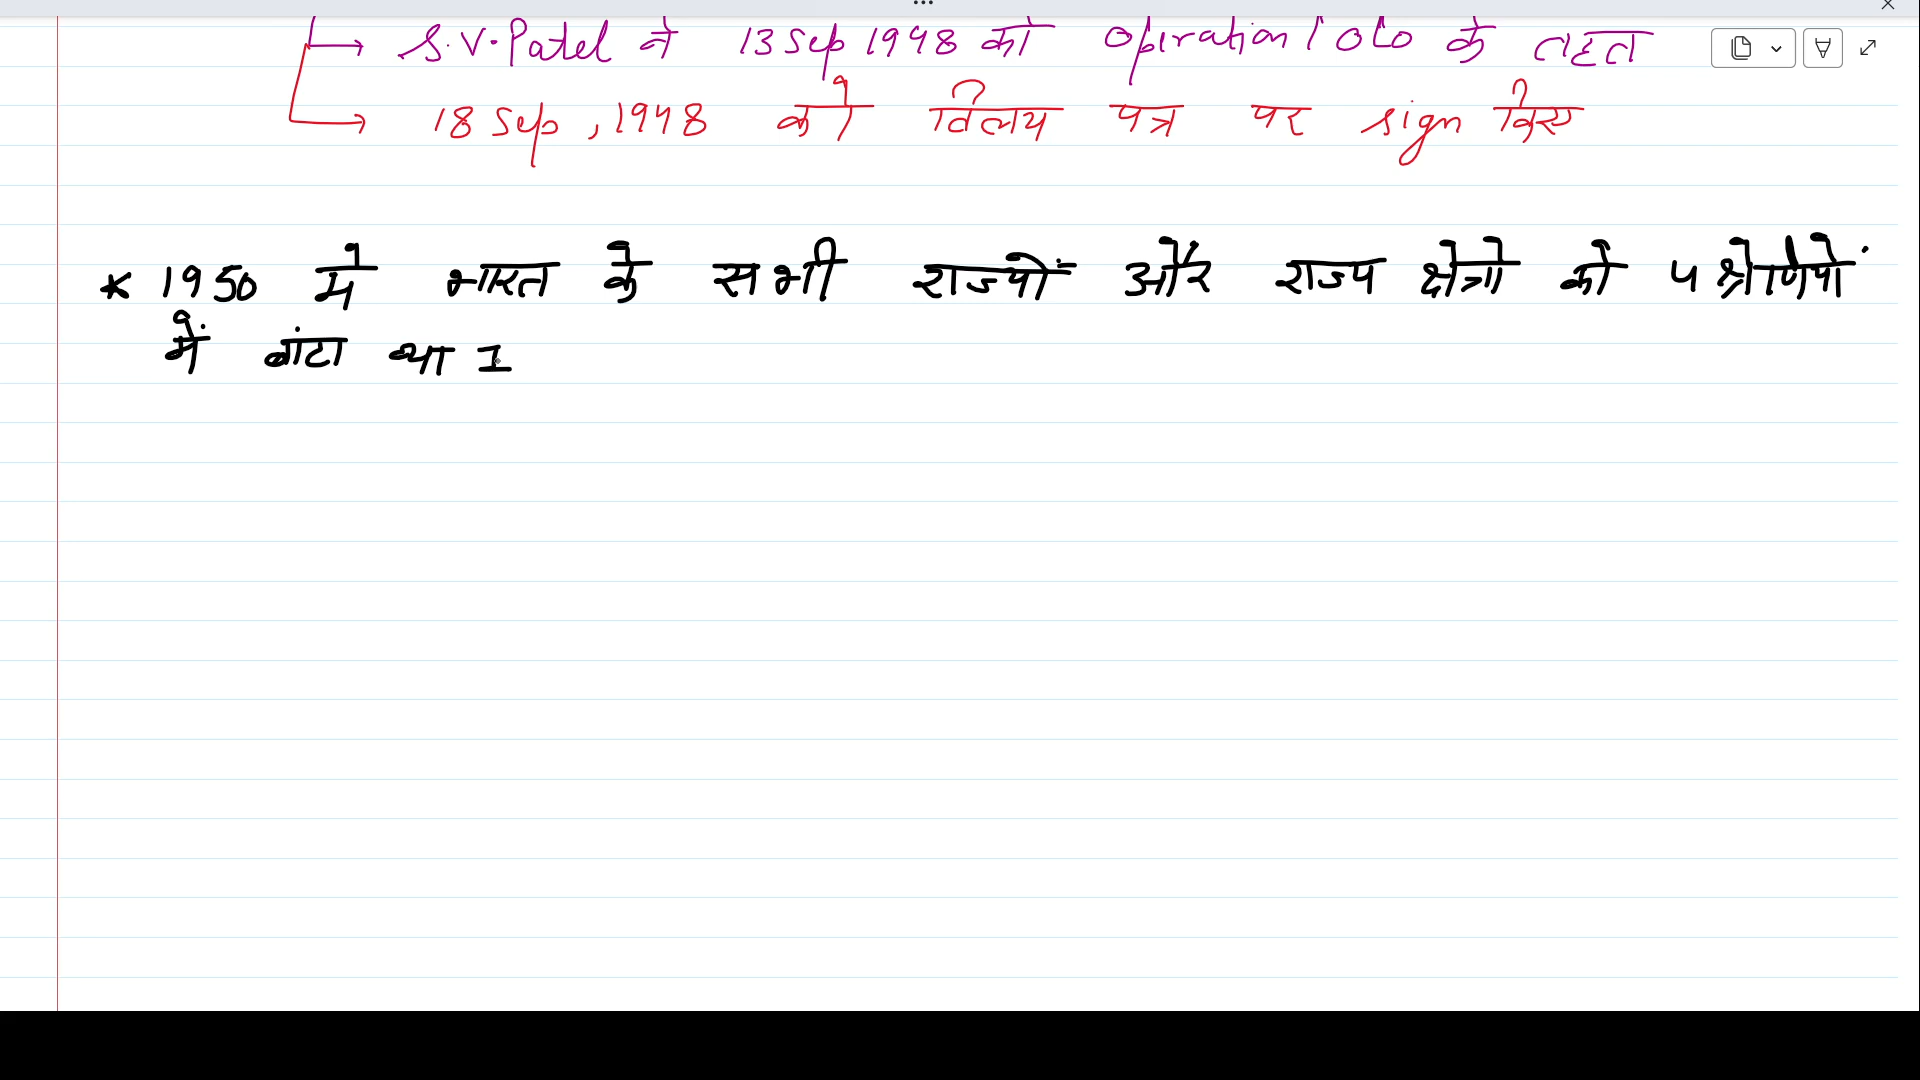 S.V.Patel ने 13 Sep 1948 को Operation Polo के तहत
18 Sep, 1948 को विलय पत्र पर sign किए
* 1950 मे भारत के सभी राज्यों और राज्य क्षेत्रो को 4 श्रेणियों
में बांटा था